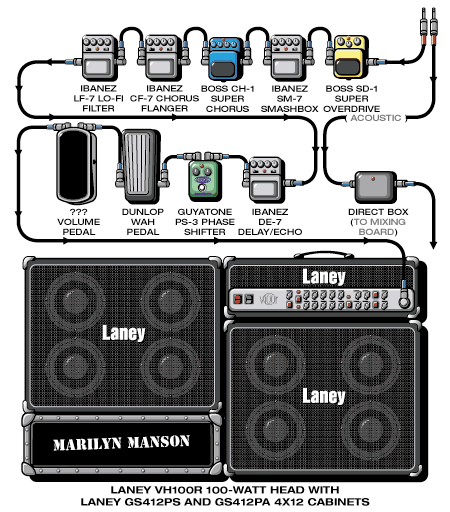 IBANEZ LF-7 LO-FI FILTER
IBANEZ CF-7 CHORUS FLANGER
BOSS CH-1 SUPER CHORUS
IBANEZ SM-7 SMASHBOX
BOSS SD-1 SUPER OVERDRIVE
( ACOUSTIC )
??? VOLUME PEDAL
DUNLOP WAH PEDAL
GUYATONE PS-3 PHASE SHIFTER
IBANEZ DE-7 DELAY/ECHO
DIRECT BOX (TO MIXING BOARD)
Laney
Laney
Laney
MARILYN MANSON
LANEY VH100R 100-WATT HEAD WITH
LANEY GS412PS AND GS412PA 4X12 CABINETS